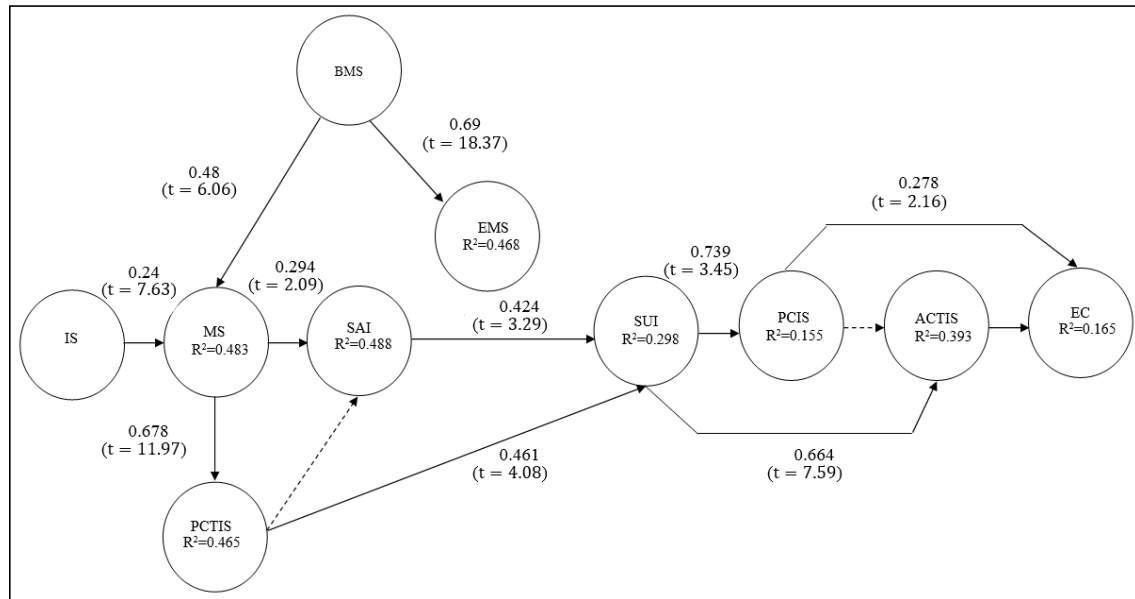 BMS
0.69
(t = 18.37)
0.48
(t = 6.06)
EMS
R²=0.468
0.278
(t = 2.16)
0.739
(t = 3.45)
0.24
(t = 7.63)
0.294
(t = 2.09)
0.424
(t = 3.29)
IS
MS
R²=0.483
SAI
R²=0.488
SUI
R²=0.298
PCIS
R²=0.155
ACTIS
R²=0.393
EC
R²=0.165
0.678
(t = 11.97)
0.461
(t = 4.08)
0.664
(t = 7.59)
PCTIS
R²=0.465